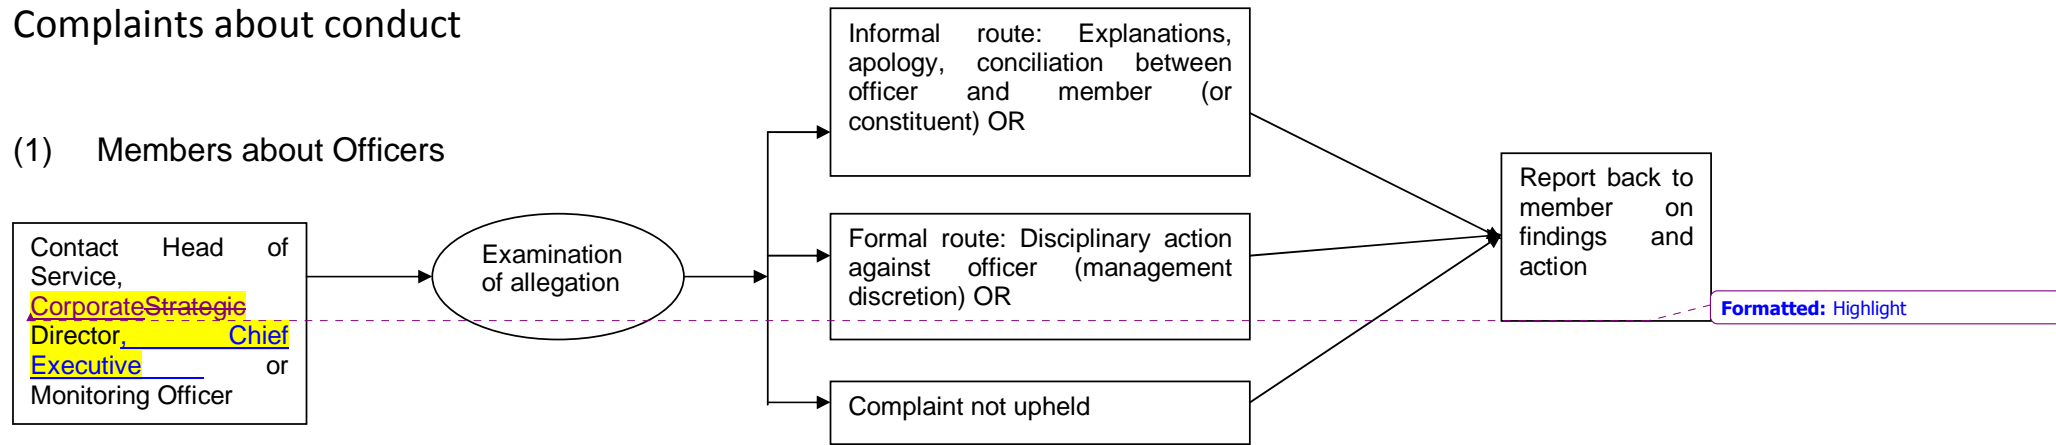 Complaints about conduct
(1) Members about Officers
Contact Head of
Service,
CorporateStrategic
Director, Chief
Executive or
Monitoring Officer
Examination
of allegation
Informal route: Explanations,
apology, conciliation between
officer and member (or
constituent) OR
Formal route: Disciplinary action
against officer (management
discretion) OR
Complaint not upheld
Report back to
member on
findings and
action
Formatted: Highlight